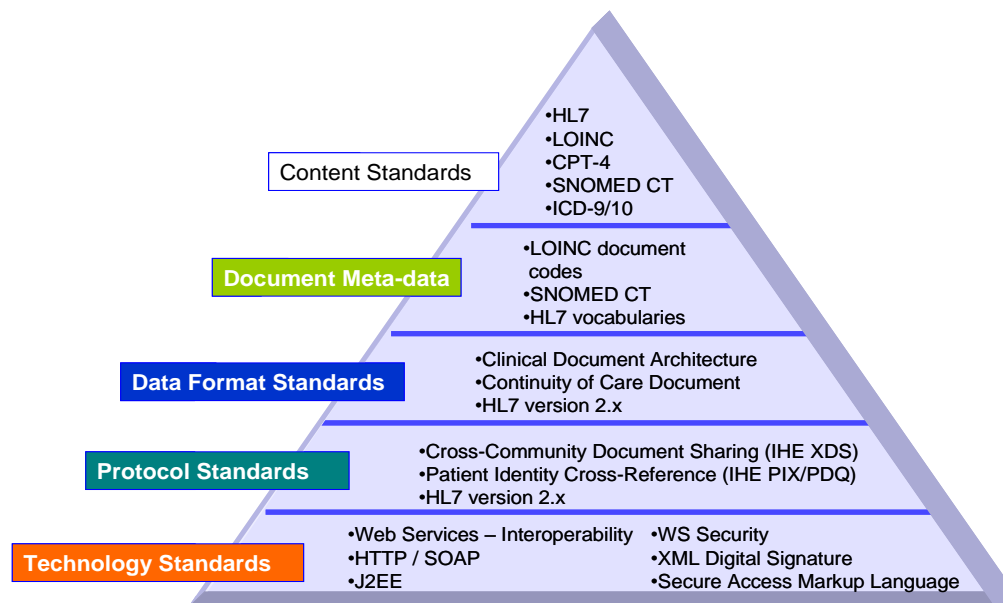 •HL7
•LOINC
•CPT-4
•SNOMED CT
•ICD-9/10
Content Standards
•LOINC document
codes
•SNOMED CT
•HL7 vocabularies
Document Meta-data
•Clinical Document Architecture
•Continuity of Care Document
•HL7 version 2.x
Data Format Standards
•Cross-Community Document Sharing (IHE XDS)
•Patient Identity Cross-Reference (IHE PIX/PDQ)
•HL7 version 2.x
Protocol Standards
•Web Services – Interoperability
•HTTP / SOAP
•J2EE
•WS Security
•XML Digital Signature
•Secure Access Markup Language
Technology Standards